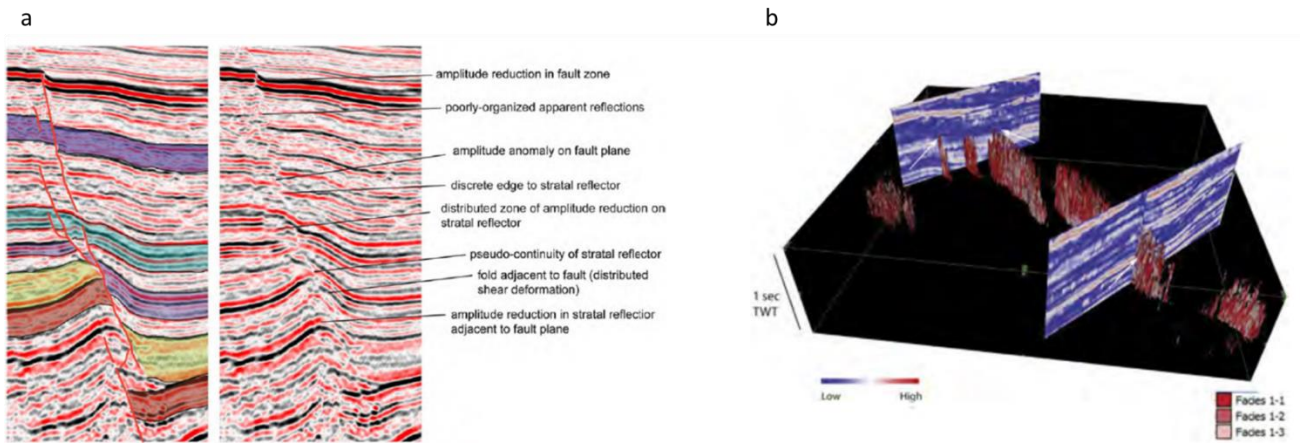 a
b
amplitude reduction in fault zone
poorly-organized apparent reflections
amplitude anomaly on fault plane
discrete edge to stratal reflector
distributed zone of amplitude reduction on
stratal reflector
pseudo-continuity of stratal reflector
fold adjacent to fault (distributed
shear deformation)
amplitude reduction in stratal reflector
adjacent to fault plane
1 sec
TWT
Low
High
Facies 1-1
Facies 1-2
Facies 1-3